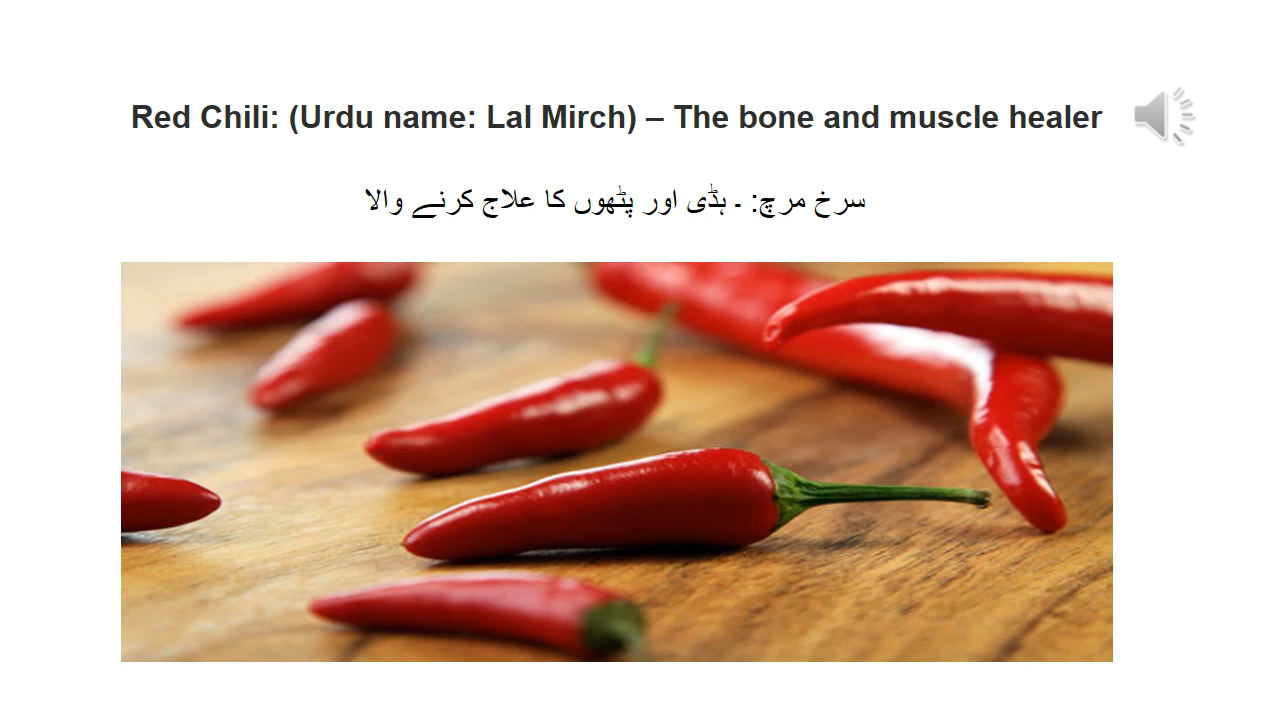 Red Chili: (Urdu name: Lal Mirch) – The bone and muscle healer
سرخ مرچ: ۔ ہڈی اور پٹھوں کا علاج کرنے والا